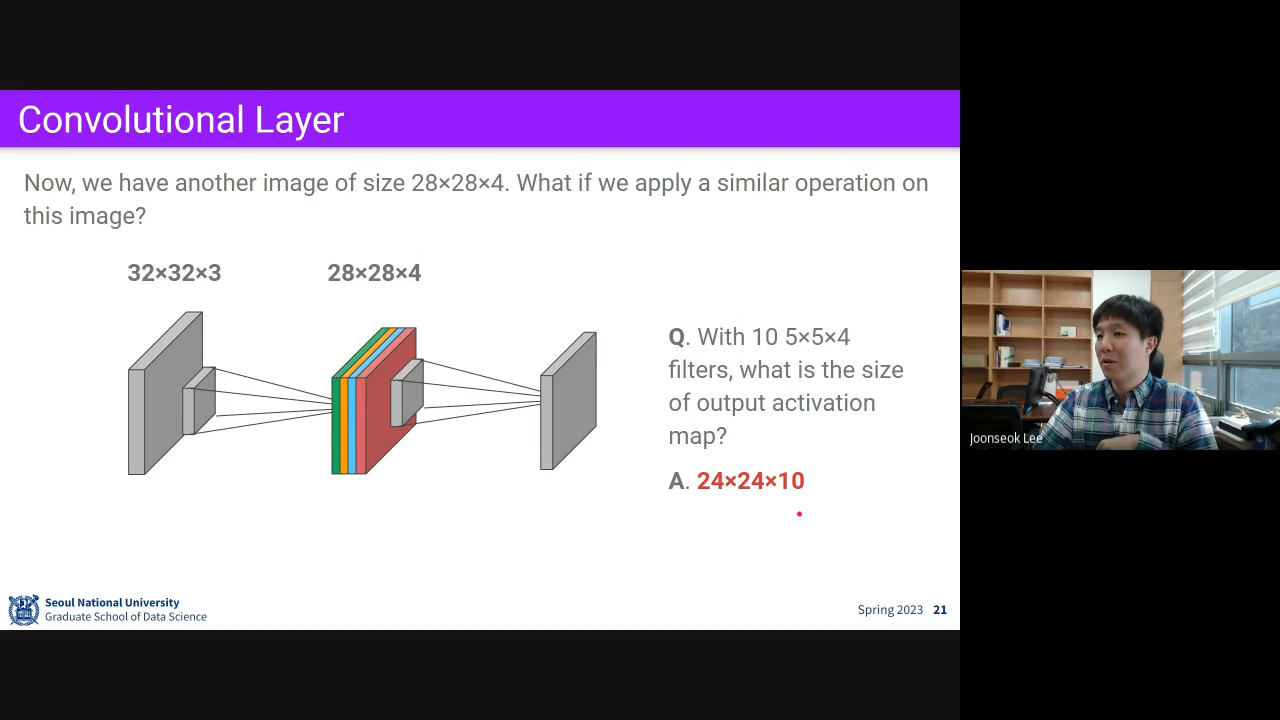 Convolutional Layer
Now, we have another image of size 28×28×4. What if we apply a similar operation on
this image?
32×32×3
28×28×4
Q. With 10 5×5×4
filters, what is the size
of output activation
map?
A. 24×24×10
Joonseok Lee
Seoul National University
Graduate School of Data Science
Spring 2023 21